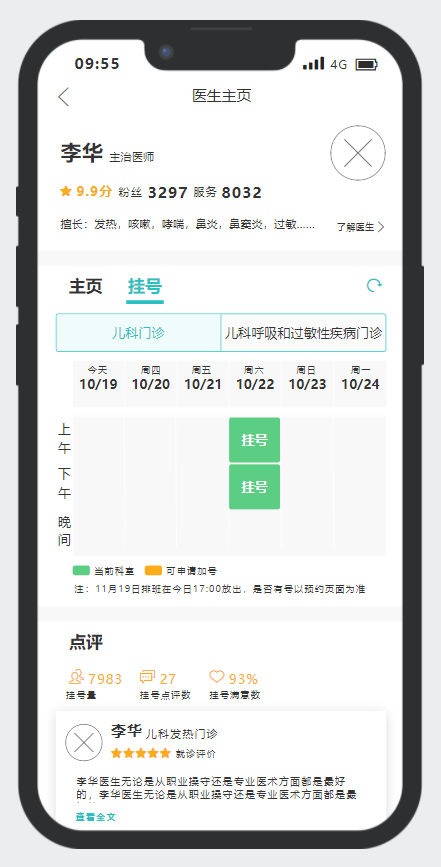 09:55 4G
医生主页
李华 主治医师
9.9分 粉丝 3297 服务 8032
擅长：发热，咳嗽，哮喘，鼻炎，鼻窦炎，过敏...... 了解医生
主页 挂号
儿科门诊 儿科呼吸和过敏性疾病门诊
今天 周四 周五 周六 周日 周一
10/19 10/20 10/21 10/22 10/23 10/24
上午 挂号
下午 挂号
晚间
当前科室 可申请加号
注：11月19日排班在今日17:00放出，是否有号以预约页面为准
点评
7983 27 93%
挂号量 挂号点评数 挂号满意数
李华 儿科发热门诊
就诊评价
李华医生无论是从职业操守还是专业医术方面都是最好
的，李华医生无论是从职业操守还是专业医术方面都是最
查看全文